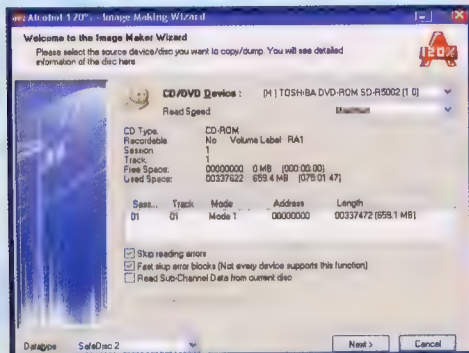 Alcohol 120% - Image Making Wizard
Welcome to the Image Maker Wizard
Please select the source device/disc you want to copy/dump. You will see detailed
information of the disc here
120%
CD/DVD Device : (H:) TOSHIBA DVD-ROM SD-R5002 (1:0)
Read Speed: Maximum
CD Type: CD-ROM
Recordable No Volume Label: RA1
Session: 1
Track: 1
Free Space: 00000000 0 MB (000:00.00)
Used Space: 00337622 659.4 MB (075:01 47)
Sess... Track Mode Address Length
01 01 Mode 1 00000000 00337472 (659.1 MB)
Skip reading errors
Fast skip error blocks (Not every device supports this function)
Read Sub-Channel Data from current disc
Datatype SafeDisc 2
Next > Cancel